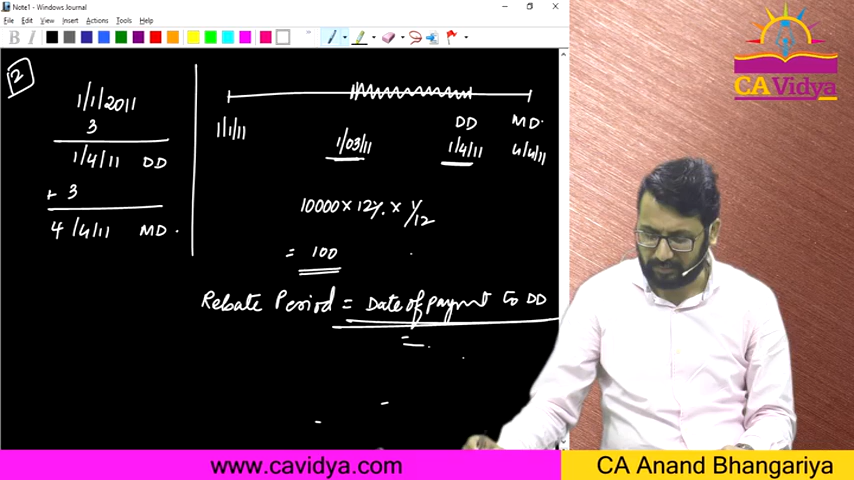 Note1 - Windows Journal
File Edit View Insert Actions Tools Help
B I
2
1/1/2011
3
1/4/11 DD
+ 3
4/4/11 MD.
1/1/11
1/03/11
DD
1/4/11
MD.
4/4/11
10000 × 12%. × 1/12
= 100
Rebate Period = Date of paymnt to DD
=
CA Vidya
www.cavidya.com
CA Anand Bhangariya